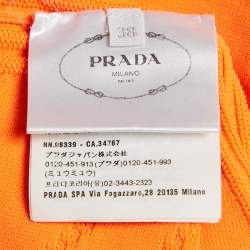 38
PRADA
MILANO
RN.98339 - CA.34767
プラダジャパン株式会社
(プラダ) 0120-451-913
0120-451-993
(ミュウミュウ)
프라다코리아(유) 02-3443-2323
PRADA SPA Via Fogazzaro,28 20135 Milano